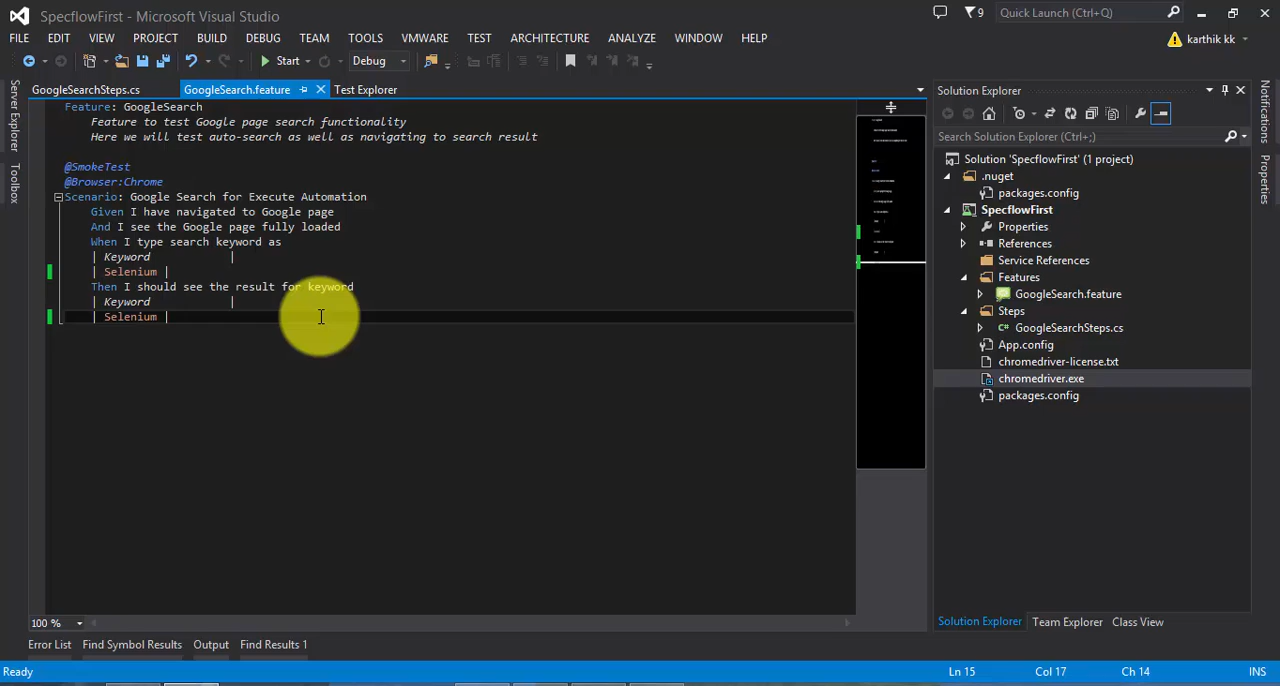 SpecflowFirst - Microsoft Visual Studio
9
Quick Launch (Ctrl+Q)
FILE EDIT VIEW PROJECT BUILD DEBUG TEAM TOOLS VMWARE TEST ARCHITECTURE ANALYZE WINDOW HELP
karthik kk
Start Debug
Server Explorer
Toolbox
GoogleSearchSteps.cs GoogleSearch.feature Test Explorer
Feature: GoogleSearch
Feature to test Google page search functionality
Here we will test auto-search as well as navigating to search result
@SmokeTest
@Browser:Chrome
Scenario: Google Search for Execute Automation
Given I have navigated to Google page
And I see the Google page fully loaded
When I type search keyword as
| Keyword |
| Selenium |
Then I should see the result for keyword
| Keyword |
| Selenium |
100 %
Solution Explorer
Search Solution Explorer (Ctrl+;)
Solution 'SpecflowFirst' (1 project)
.nuget
packages.config
SpecflowFirst
Properties
References
Service References
Features
GoogleSearch.feature
Steps
GoogleSearchSteps.cs
App.config
chromedriver-license.txt
chromedriver.exe
packages.config
Solution Explorer Team Explorer Class View
Notifications
Properties
Error List Find Symbol Results Output Find Results 1
Ready Ln 15 Col 17 Ch 14 INS